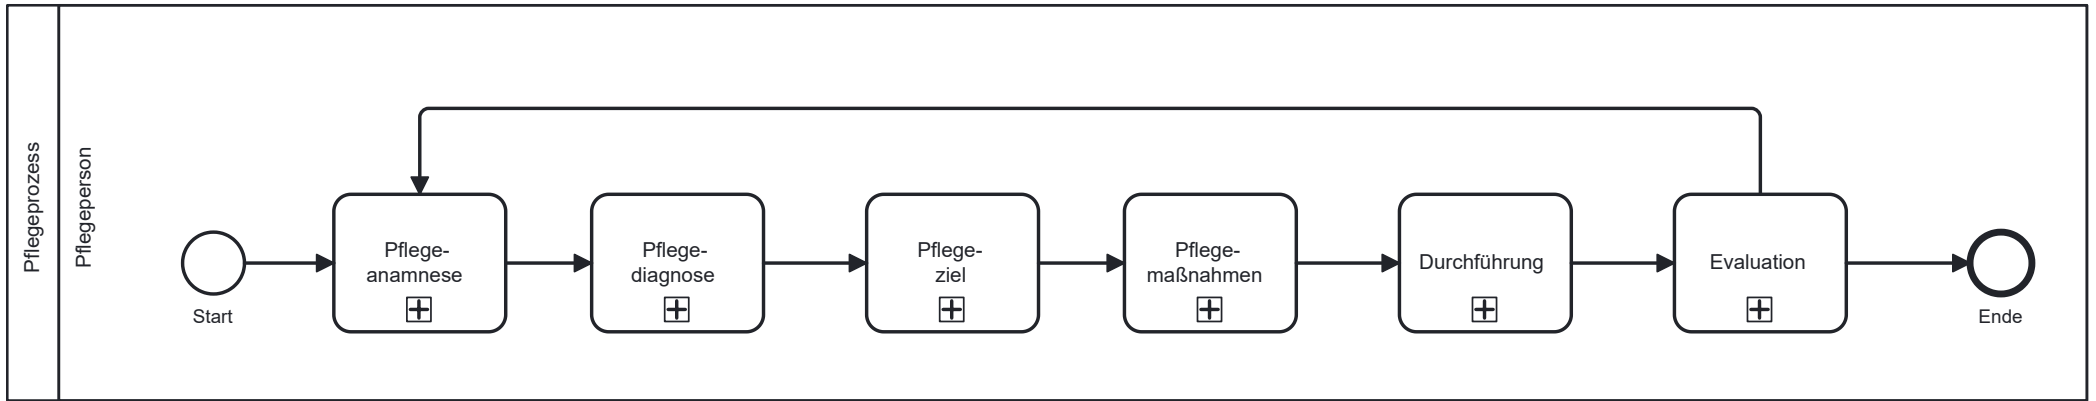 Pflegeprozess
Pflegeperson
Start
Pflege-
anamnese
Pflege-
diagnose
Pflege-
ziel
Pflege-
maßnahmen
Durchführung
Evaluation
Ende